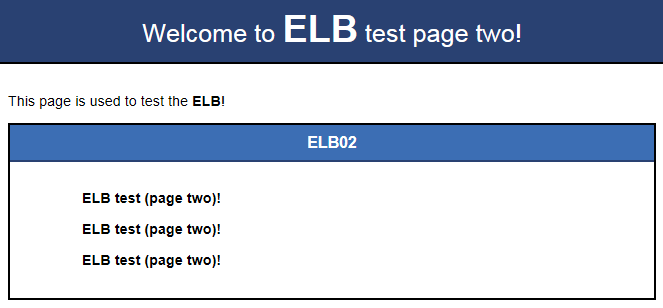 Welcome to ELB test page two!
This page is used to test the ELB!
ELB02
ELB test (page two)!
ELB test (page two)!
ELB test (page two)!